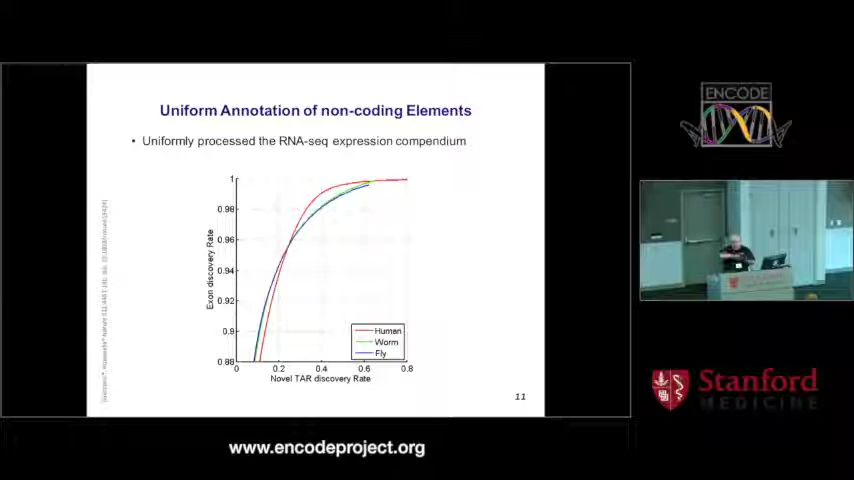 Uniform Annotation of non-coding Elements
• Uniformly processed the RNA-seq expression compendium
1
0.98
0.96
0.94
0.92
0.9
0.88
Exon discovery Rate
0
0.2
0.4
0.6
0.8
Novel TAR discovery Rate
Human
Worm
Fly
11
ENCODE
Stanford
MEDICINE
www.encodeproject.org